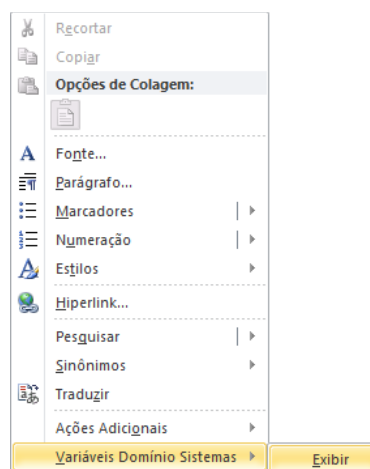 Recortar
Copiar
Opções de Colagem:
Fonte...
Parágrafo...
Marcadores
Numeração
Estilos
Hiperlink...
Pesquisar
Sinônimos
Traduzir
Ações Adicionais
Variáveis Domínio Sistemas
Exibir